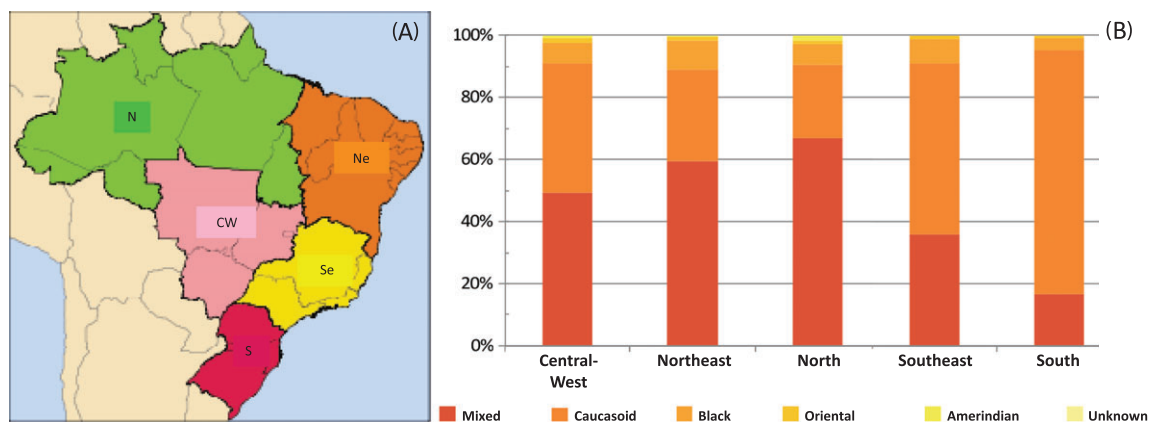 (A)
N
Ne
CW
Se
S
(B)
100%
80%
60%
40%
20%
0%
Central-
West
Northeast
North
Southeast
South
Mixed
Caucasoid
Black
Oriental
Amerindian
Unknown